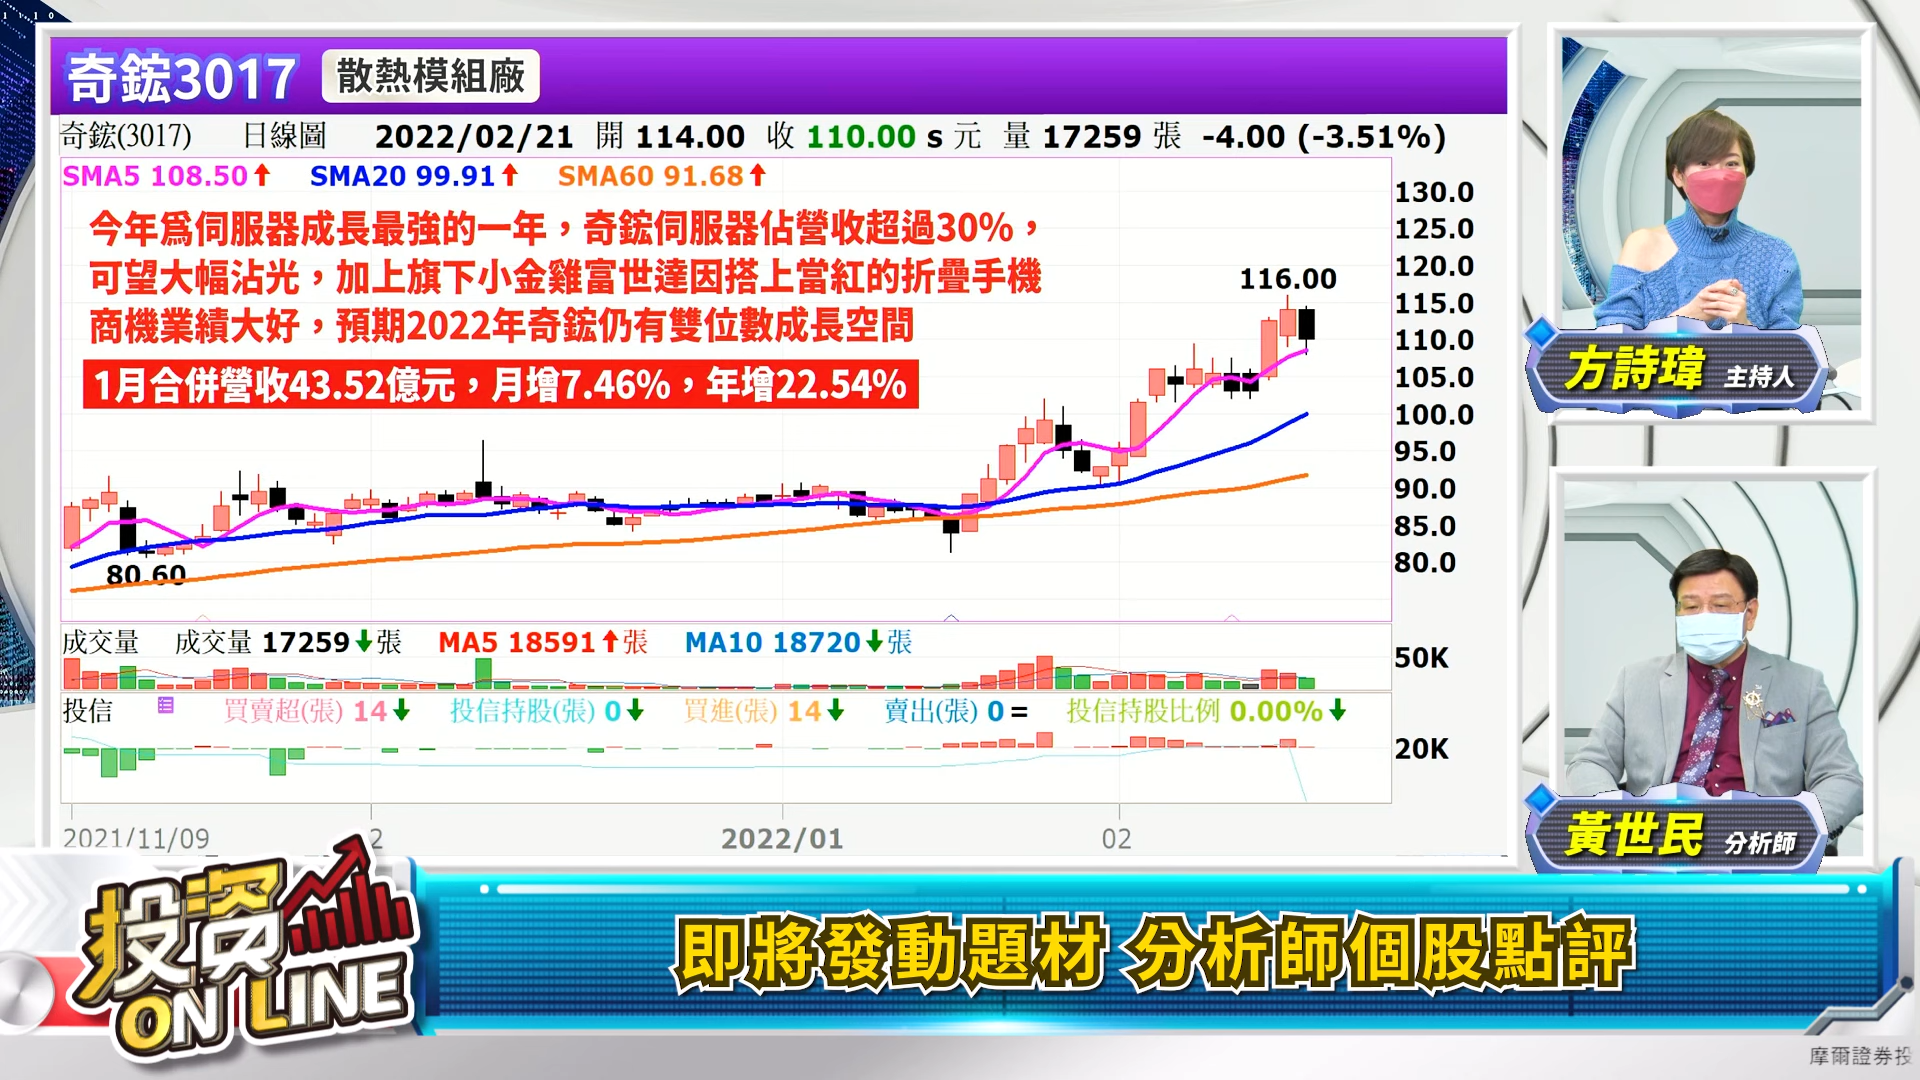 奇鋐3017 散熱模組廠
奇鋐(3017) 日線圖 2022/02/21 開 114.00 收 110.00 s 元 量 17259 張 -4.00 (-3.51%)
SMA5 108.50↑ SMA20 99.91↑ SMA60 91.68↑
今年爲伺服器成長最強的一年，奇鋐伺服器佔營收超過30%，
可望大幅沾光，加上旗下小金雞富世達因搭上當紅的折疊手機
商機業績大好，預期2022年奇鋐仍有雙位數成長空間
1月合併營收43.52億元，月增7.46%，年增22.54%
116.00
80.60
130.0
125.0
120.0
115.0
110.0
105.0
100.0
95.0
90.0
85.0
80.0
成交量 成交量 17259↓張 MA5 18591↑張 MA10 18720↓張
50K
投信 買賣超(張) 14↓ 投信持股(張) 0↓ 買進(張) 14↓ 賣出(張) 0= 投信持股比例 0.00%↓
20K
2021/11/09 2 2022/01 02
方詩瑋 主持人
黃世民 分析師
投資
ON LINE
即將發動題材 分析師個股點評
摩爾證券投